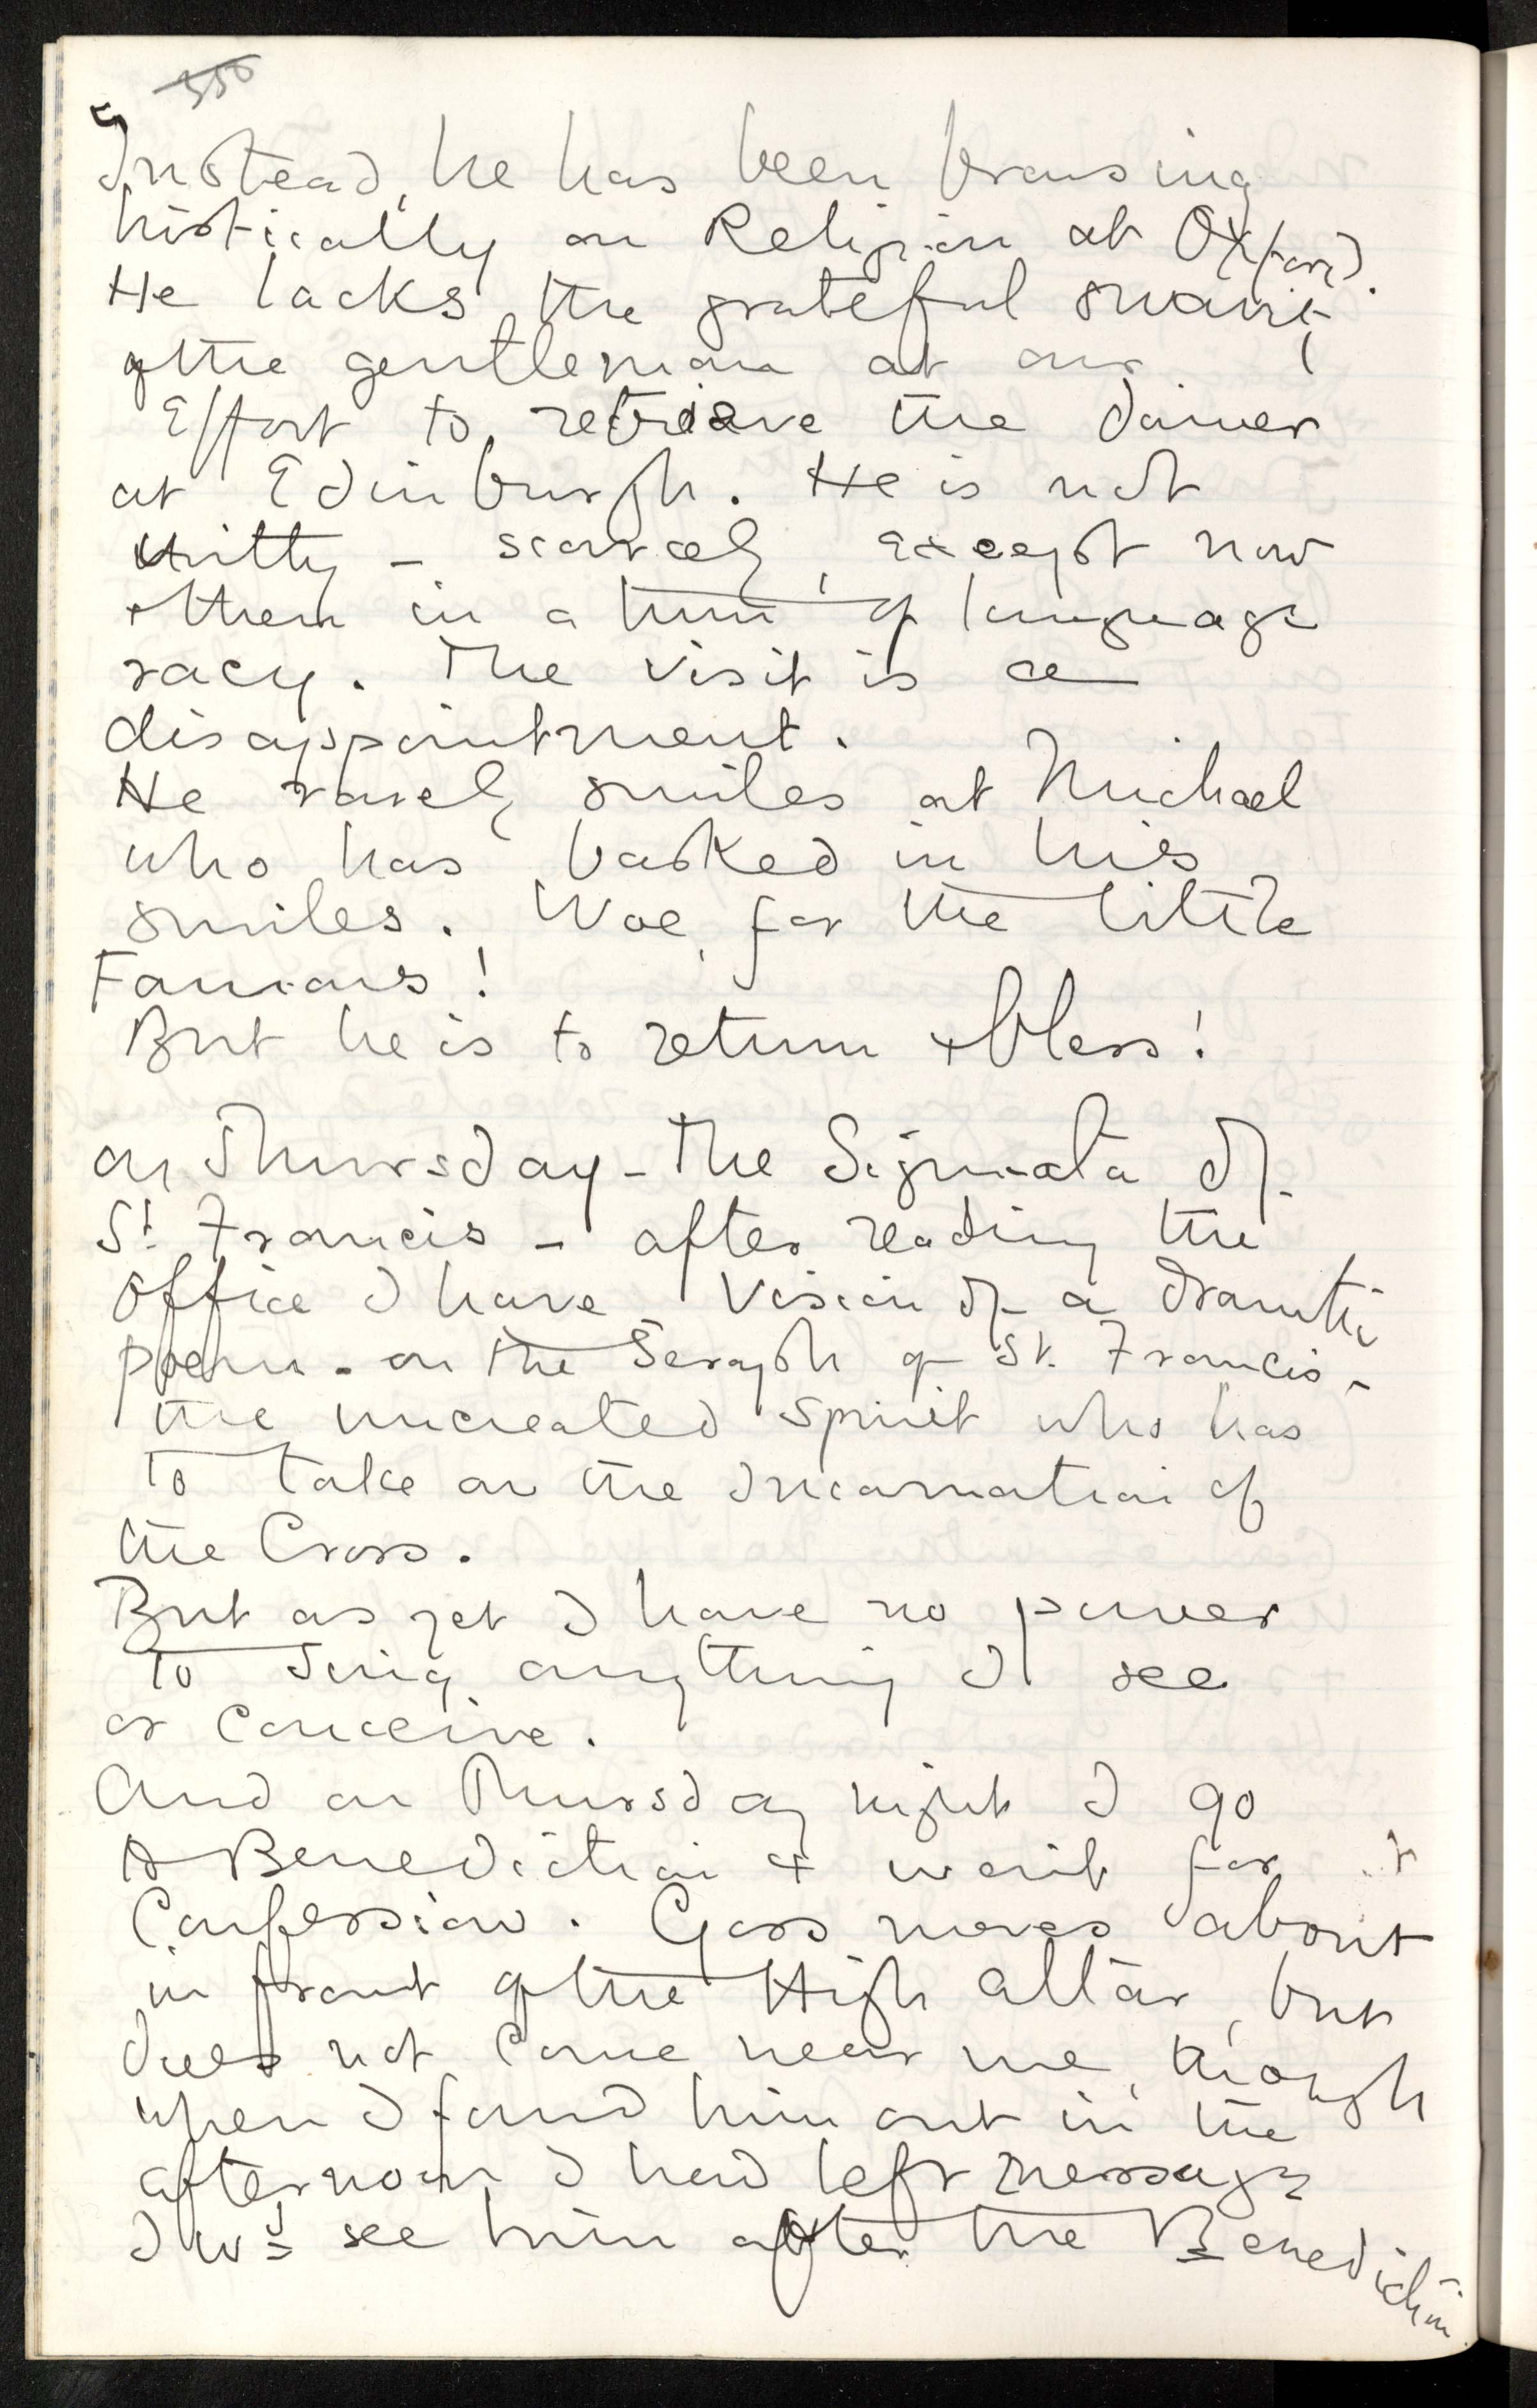 350
Instead, he has been browsing
histically on Religion at Oxford.
He lacks the grateful suavity
of the gentleman at our
Effort to retrieve the dinner
at Edinburgh. He is not
witty – scarcely, except now
+ then in a turn of language
racy. The visit is a
disappointment.
He rarely smiles at Michael
who has basked in his
smiles. Woe for the little
Famous!
But he is to return + bless!
On Thursday – The Stigmata of
St. Francis – after reading the
Office I have Vision of a dramatic
poem – on the Seraph of St. Francis –
the uncreated spirit who has
to take on the Incarnation of
the Cross.
But as yet I have no power
to sing anything I see
or conceive.
And on Thursday night I go
to Benediction + wait for
Confession. Goss moves about
in front of the High Altar, but
does not come near me, though
when I found him out in the
afternoon I had left message
I wd see him after the Benediction